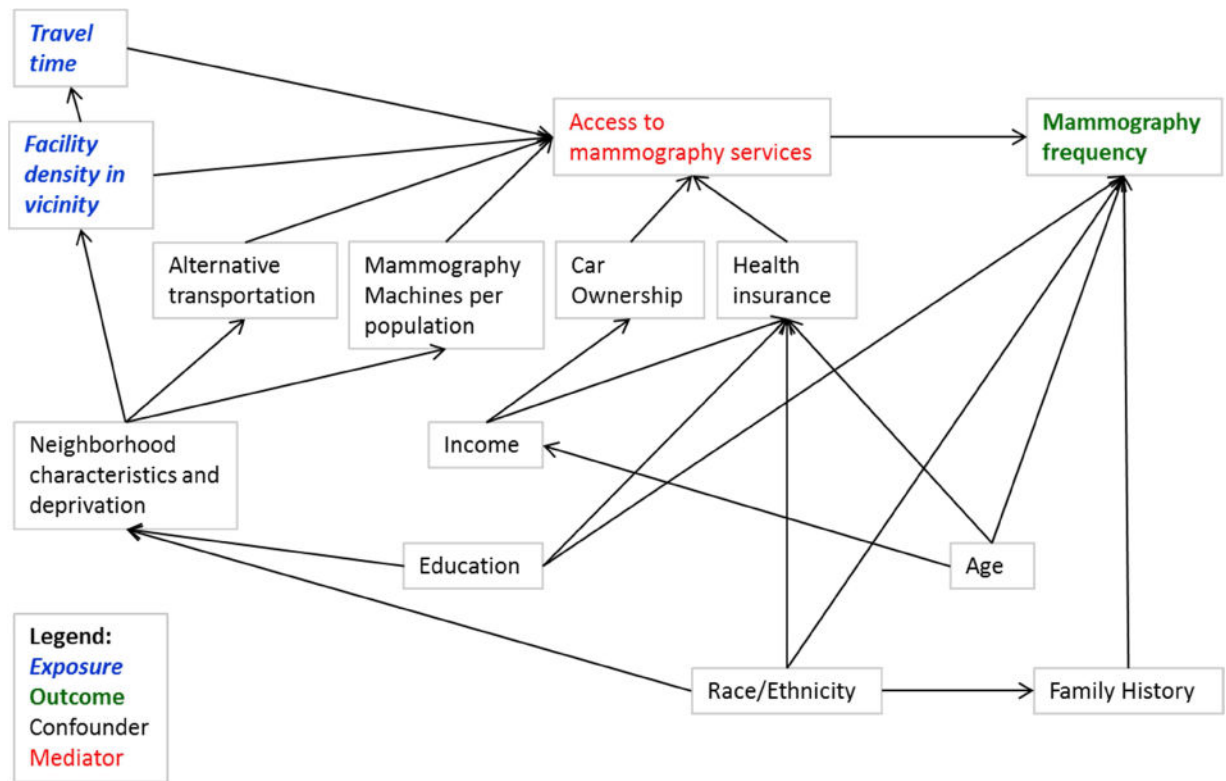 Travel
time
Facility
density in
vicinity
Access to
mammography services
Mammography
frequency
Alternative
transportation
Mammography
Machines per
population
Car
Ownership
Health
insurance
Neighborhood
characteristics and
deprivation
Income
Education
Age
Race/Ethnicity
Family History
Legend:
Exposure
Outcome
Confounder
Mediator